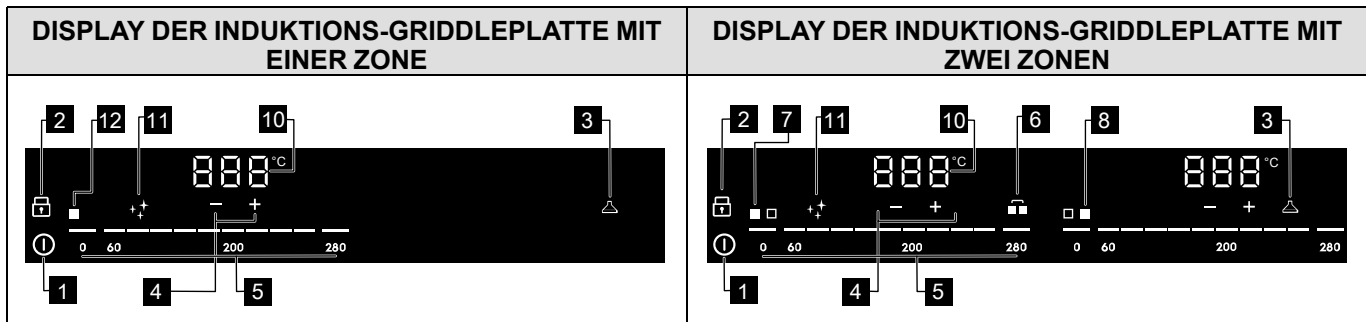 DISPLAY DER INDUKTIONS-GRIDDLEPLATTE MIT
EINER ZONE
2 12 11 10 3
888 °C
− +
0 60 200 280
1 4 5
DISPLAY DER INDUKTIONS-GRIDDLEPLATTE MIT
ZWEI ZONEN
2 7 11 10 6 8 3
888 °C 888 °C
− + − +
0 60 200 280 0 60 200 280
1 4 5